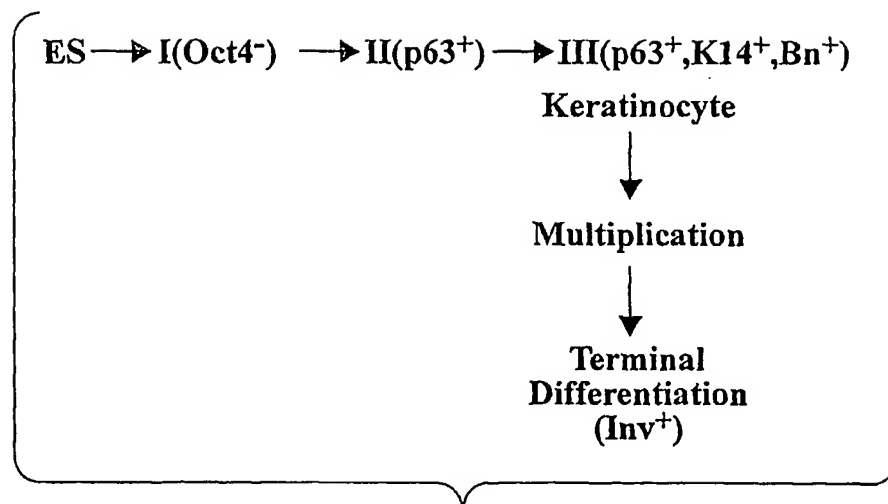 ES → I(Oct4⁻) → II(p63⁺) → III(p63⁺,K14⁺,Bn⁺)
Keratinocyte
Multiplication
Terminal
Differentiation
(Inv⁺)